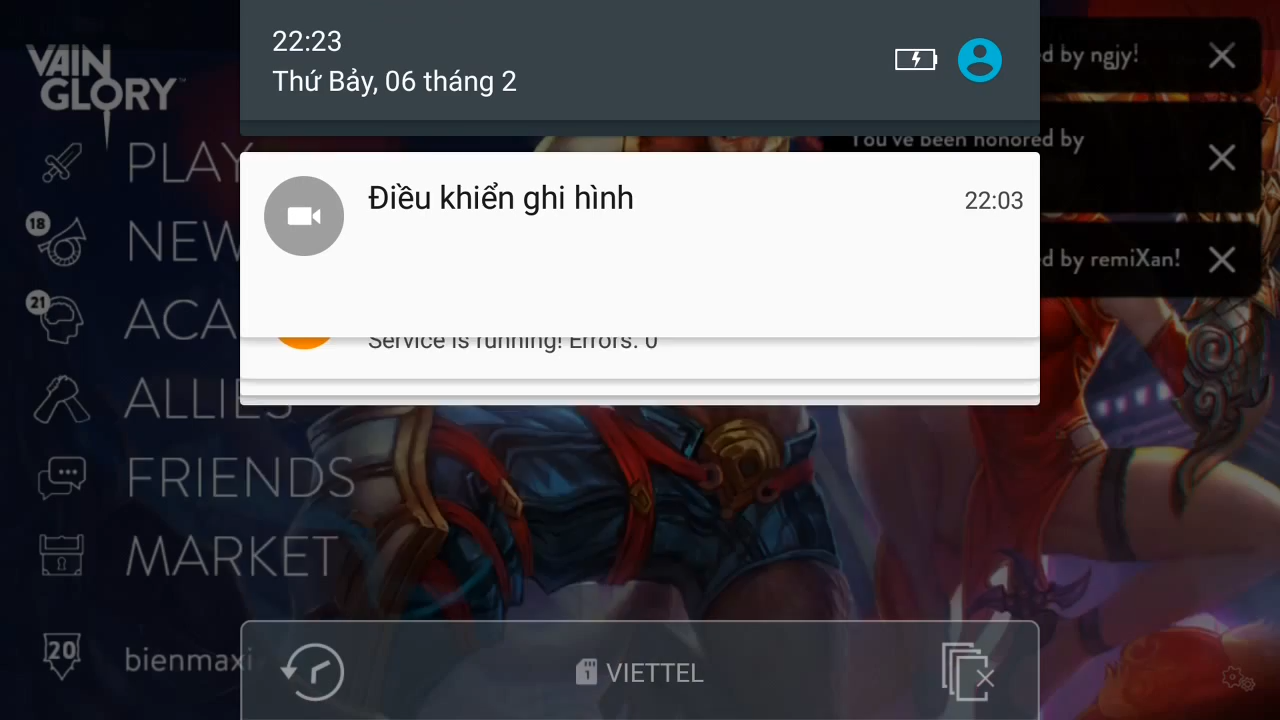 22:23
Thứ Bảy, 06 tháng 2
VAIN GLORY™
d by ngjy!
You've been honored by
Điều khiển ghi hình
22:03
d by remiXan!
Service is running! Errors: 0
PLAY
18
NEW
21
ACA
ALLIES
FRIENDS
MARKET
20
bienmaxi
1 VIETTEL